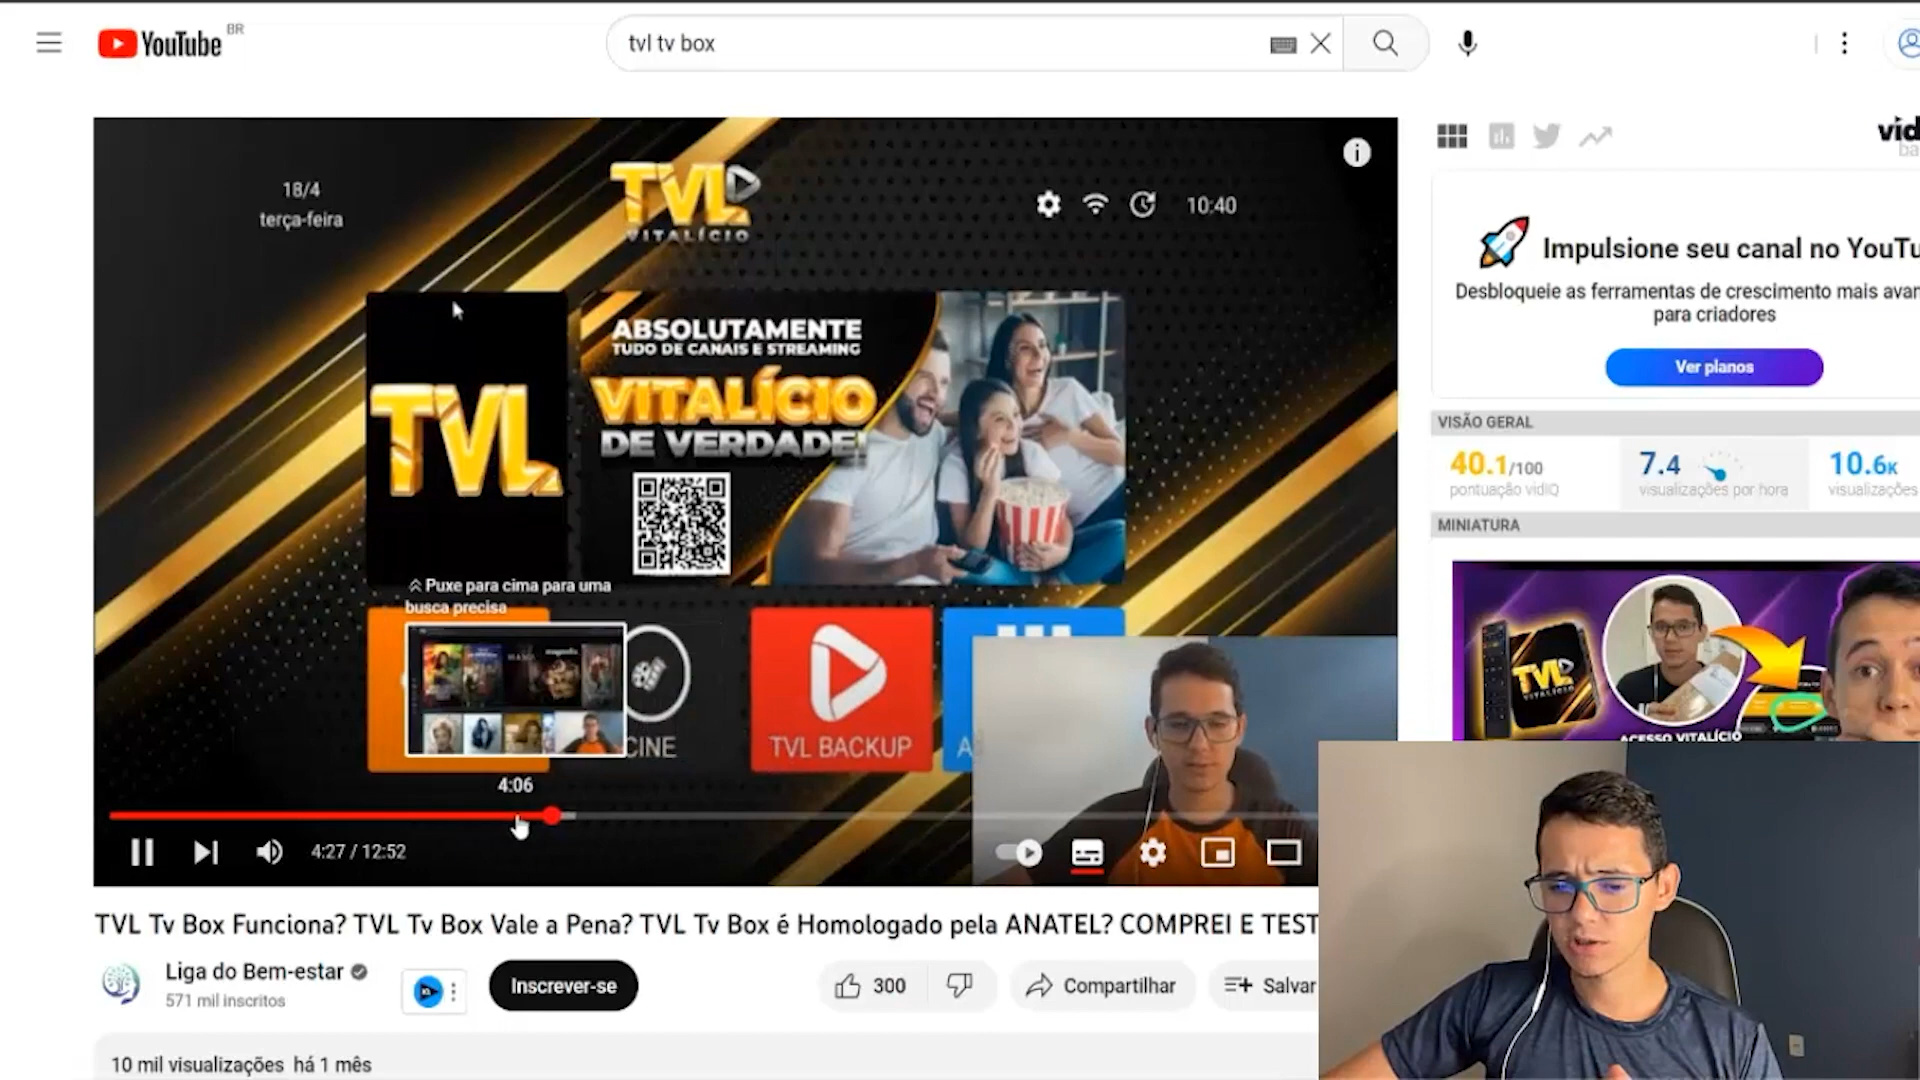 YouTube BR
tvl tv box
18/4
terça-feira
TVL
VITALÍCIO
10:40
ABSOLUTAMENTE
TUDO DE CANAIS E STREAMING
VITALÍCIO
DE VERDADE!
TVL
Puxe para cima para uma
busca precisa
CINE
TVL BACKUP
4:06
4:27 / 12:52
TVL Tv Box Funciona? TVL Tv Box Vale a Pena? TVL Tv Box é Homologado pela ANATEL? COMPREI E TEST
Liga do Bem-estar
571 mil inscritos
Inscrever-se
300
Compartilhar
Salvar
10 mil visualizações há 1 mês
vid
ba
Impulsione seu canal no YouTu
Desbloqueie as ferramentas de crescimento mais avan
para criadores
Ver planos
VISÃO GERAL
40.1/100
pontuação vidIQ
7.4
visualizações por hora
10.6K
visualizações
MINIATURA
TVL
VITALÍCIO
ACESSO VITALÍCIO